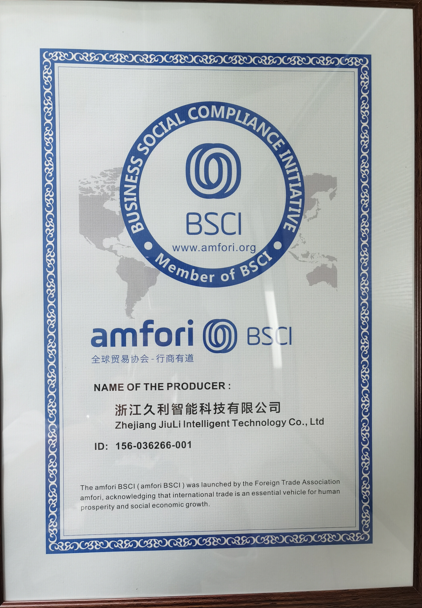 BUSINESS SOCIAL COMPLIANCE INITIATIVE
BSCI
www.amfori.org
• Member of BSCI •
amfori BSCI
全球贸易协会-行商有道
NAME OF THE PRODUCER :
浙江久利智能科技有限公司
Zhejiang JiuLi Intelligent Technology Co., Ltd
ID: 156-036266-001
The amfori BSCI ( amfori BSCI ) was launched by the Foreign Trade Association
amfori, acknowledging that international trade is an essential vehicle for human
prosperity and social economic growth.